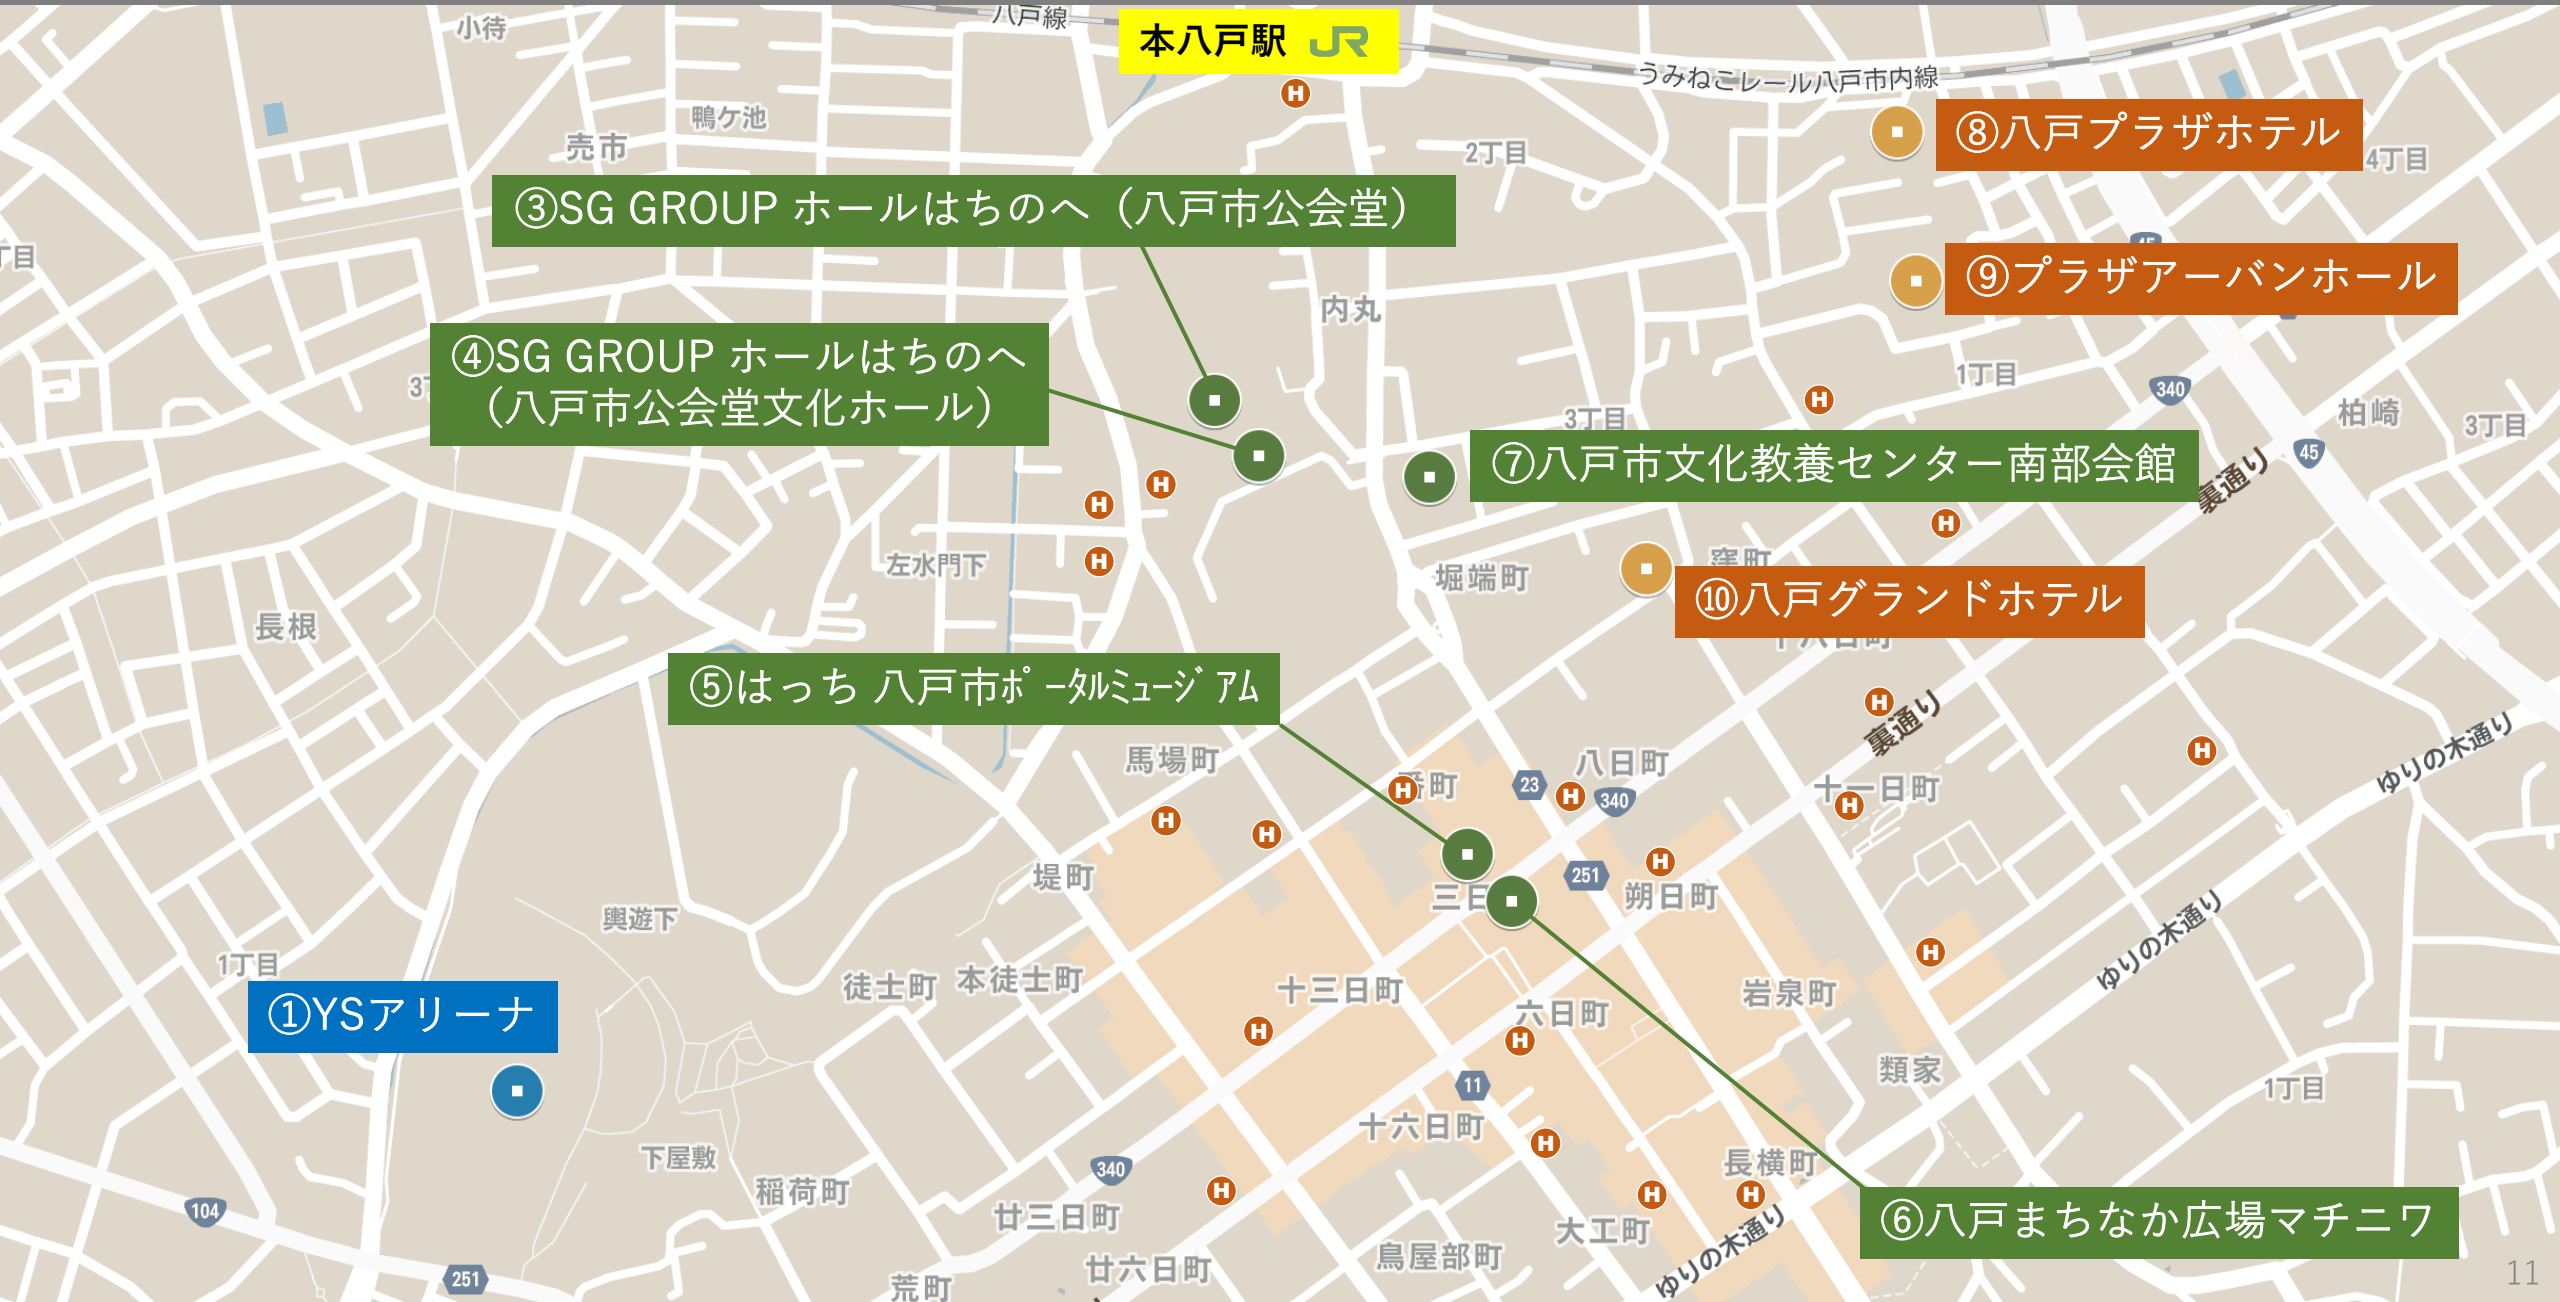 八戸線
小待
本八戸駅 JR
うみねこレール八戸市内線
鴨ケ池
売市
2丁目
⑧八戸プラザホテル
4丁目
③SG GROUP ホールはちのへ（八戸市公会堂）
丁目
45
⑨プラザアーバンホール
内丸
④SG GROUP ホールはちのへ
（八戸市公会堂文化ホール）
1丁目
340
柏崎
3丁目
3丁目
45
⑦八戸市文化教養センター南部会館
裏通り
左水門下
堀端町
窪町
⑩八戸グランドホテル
十六日町
長根
⑤はっち 八戸市ﾎﾟｰﾀﾙﾐｭｰｼﾞｱﾑ
裏通り
ゆりの木通り
馬場町
番町
23
八日町
340
十一日町
堤町
251
三日
朔日町
輿遊下
1丁目
徒士町
本徒士町
十三日町
六日町
岩泉町
ゆりの木通り
①YSアリーナ
類家
11
1丁目
十六日町
下屋敷
340
稲荷町
長横町
104
廿三日町
大工町
⑥八戸まちなか広場マチニワ
251
荒町
廿六日町
鳥屋部町
ゆりの木通り
11